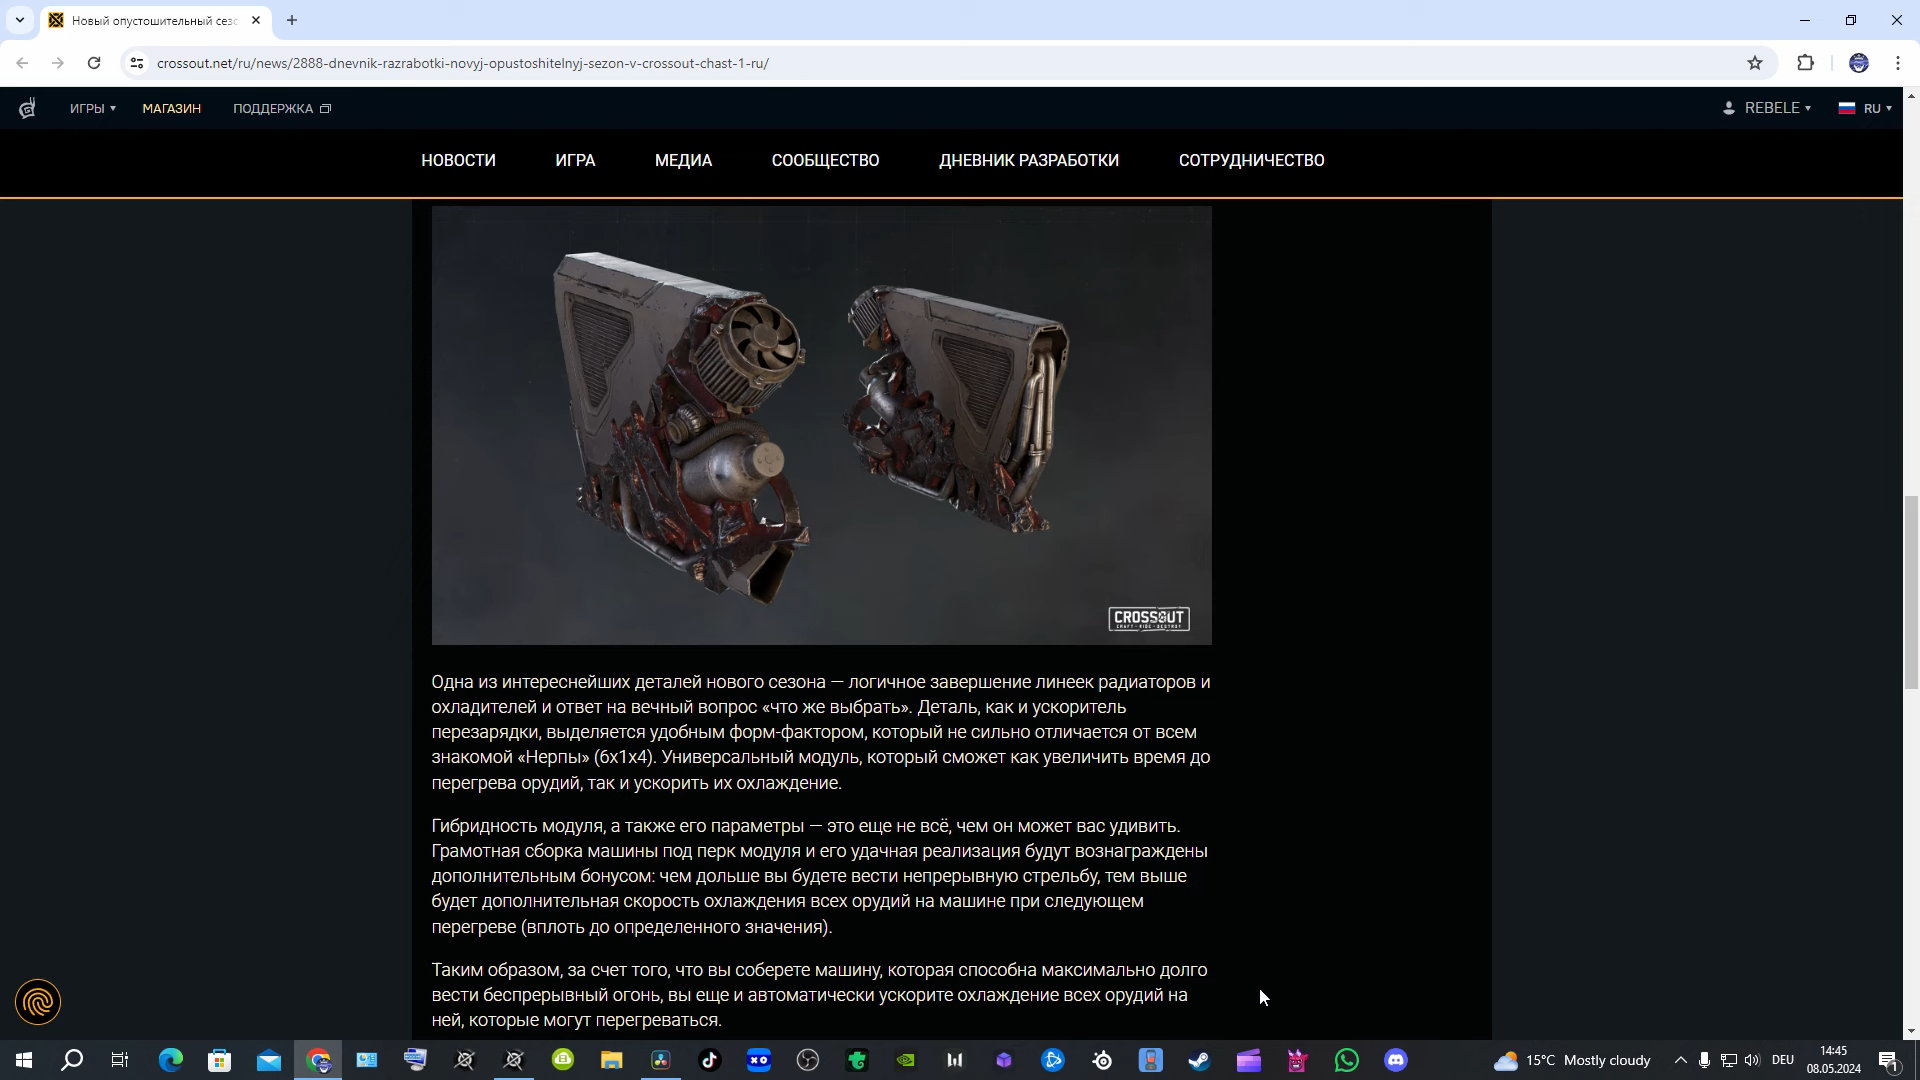 Новый опустошительный сез
crossout.net/ru/news/2888-dnevnik-razrabotki-novyj-opustoshitelnyj-sezon-v-crossout-chast-1-ru/
ИГРЫ
МАГАЗИН
ПОДДЕРЖКА
REBELE
RU
НОВОСТИ
ИГРА
МЕДИА
СООБЩЕСТВО
ДНЕВНИК РАЗРАБОТКИ
СОТРУДНИЧЕСТВО
CROSSOUT
CRAFT · RIDE · DESTROY
Одна из интереснейших деталей нового сезона — логичное завершение линеек радиаторов и
охладителей и ответ на вечный вопрос «что же выбрать». Деталь, как и ускоритель
перезарядки, выделяется удобным форм-фактором, который не сильно отличается от всем
знакомой «Нерпы» (6x1x4). Универсальный модуль, который сможет как увеличить время до
перегрева орудий, так и ускорить их охлаждение.
Гибридность модуля, а также его параметры — это еще не всё, чем он может вас удивить.
Грамотная сборка машины под перк модуля и его удачная реализация будут вознаграждены
дополнительным бонусом: чем дольше вы будете вести непрерывную стрельбу, тем выше
будет дополнительная скорость охлаждения всех орудий на машине при следующем
перегреве (вплоть до определенного значения).
Таким образом, за счет того, что вы соберете машину, которая способна максимально долго
вести беспрерывный огонь, вы еще и автоматически ускорите охлаждение всех орудий на
ней, которые могут перегреваться.
15°C Mostly cloudy
DEU
14:45
08.05.2024
1